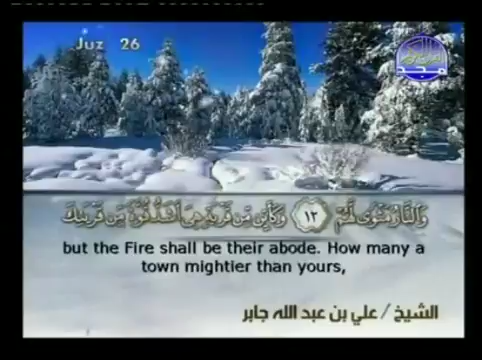 Juz 26
وَالنَّارُ مَثْوًى لَّهُمْ ١٢ وَكَأَيِّن مِّن قَرْيَةٍ هِيَ أَشَدُّ قُوَّةً مِّن قَرْيَتِكَ
but the Fire shall be their abode. How many a
town mightier than yours,
الشيخ / علي بن عبد الله جابر